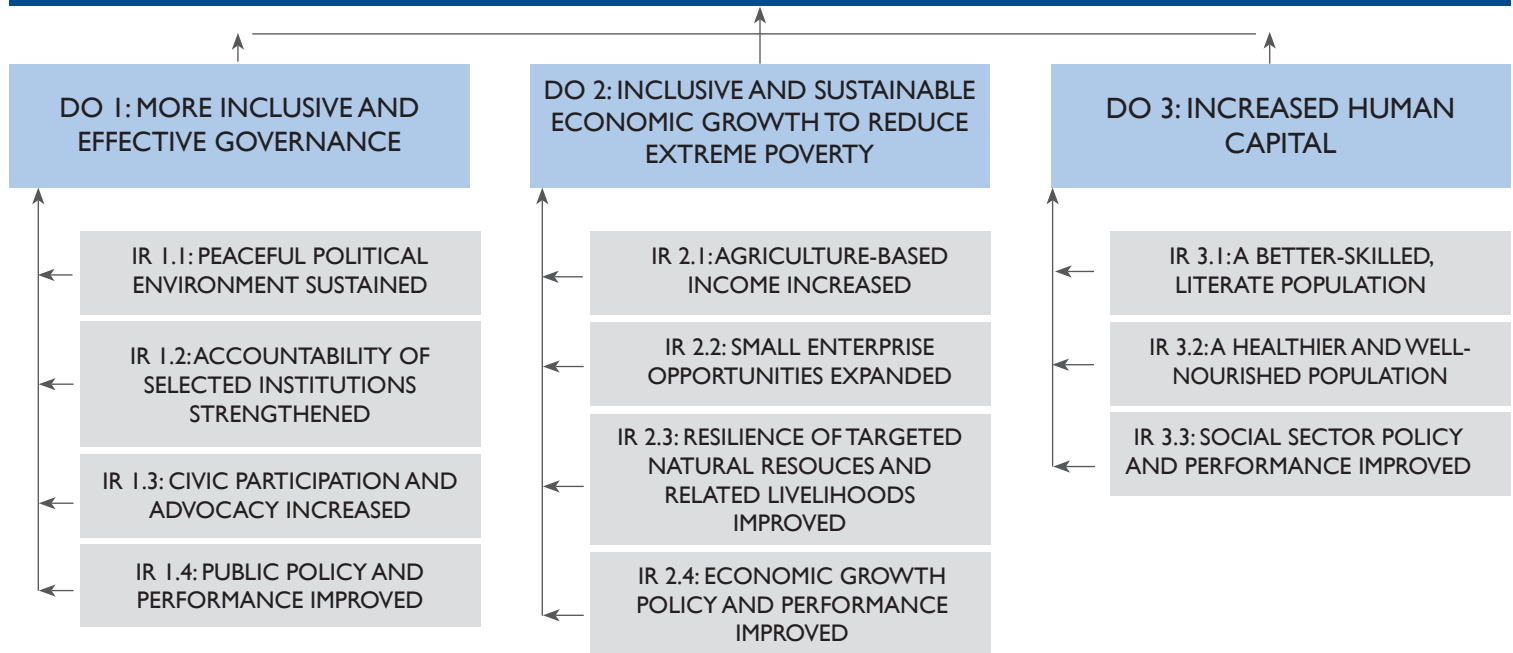 DO 1: MORE INCLUSIVE AND
EFFECTIVE GOVERNANCE
IR 1.1: PEACEFUL POLITICAL
ENVIRONMENT SUSTAINED
IR 1.2: ACCOUNTABILITY OF
SELECTED INSTITUTIONS
STRENGTHENED
IR 1.3: CIVIC PARTICIPATION AND
ADVOCACY INCREASED
IR 1.4: PUBLIC POLICY AND
PERFORMANCE IMPROVED
DO 2: INCLUSIVE AND SUSTAINABLE
ECONOMIC GROWTH TO REDUCE
EXTREME POVERTY
IR 2.1: AGRICULTURE-BASED
INCOME INCREASED
IR 2.2: SMALL ENTERPRISE
OPPORTUNITIES EXPANDED
IR 2.3: RESILIENCE OF TARGETED
NATURAL RESOUCES AND
RELATED LIVELIHOODS
IMPROVED
IR 2.4: ECONOMIC GROWTH
POLICY AND PERFORMANCE
IMPROVED
DO 3: INCREASED HUMAN
CAPITAL
IR 3.1: A BETTER-SKILLED,
LITERATE POPULATION
IR 3.2: A HEALTHIER AND WELL-
NOURISHED POPULATION
IR 3.3: SOCIAL SECTOR POLICY
AND PERFORMANCE IMPROVED